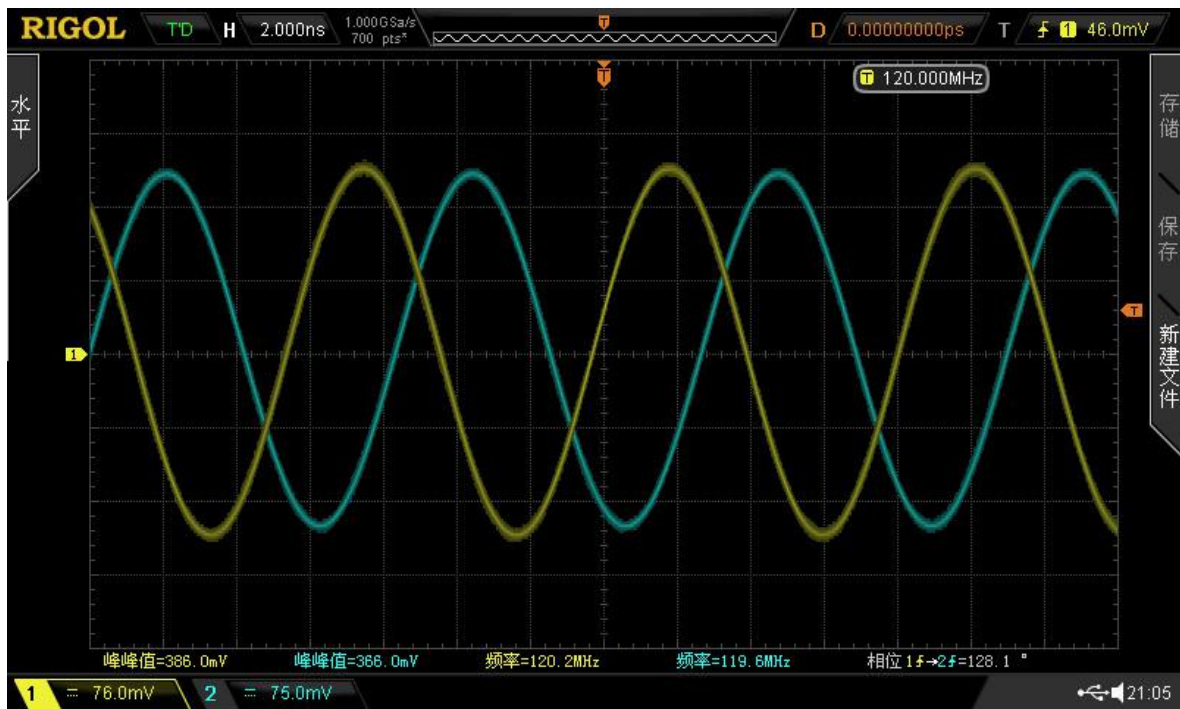 RIGOL T'D H 2.000ns 1.000GSa/s 700 pts* D 0.00000000ps T 1 46.0mV
T 120.000MHz
水平
存储
保存
新建文件
T
1
T
峰峰值=386.0mV 峰峰值=366.0mV 频率=120.2MHz 频率=119.6MHz 相位1→2=128.1 °
1 = 76.0mV 2 = 75.0mV 21:05